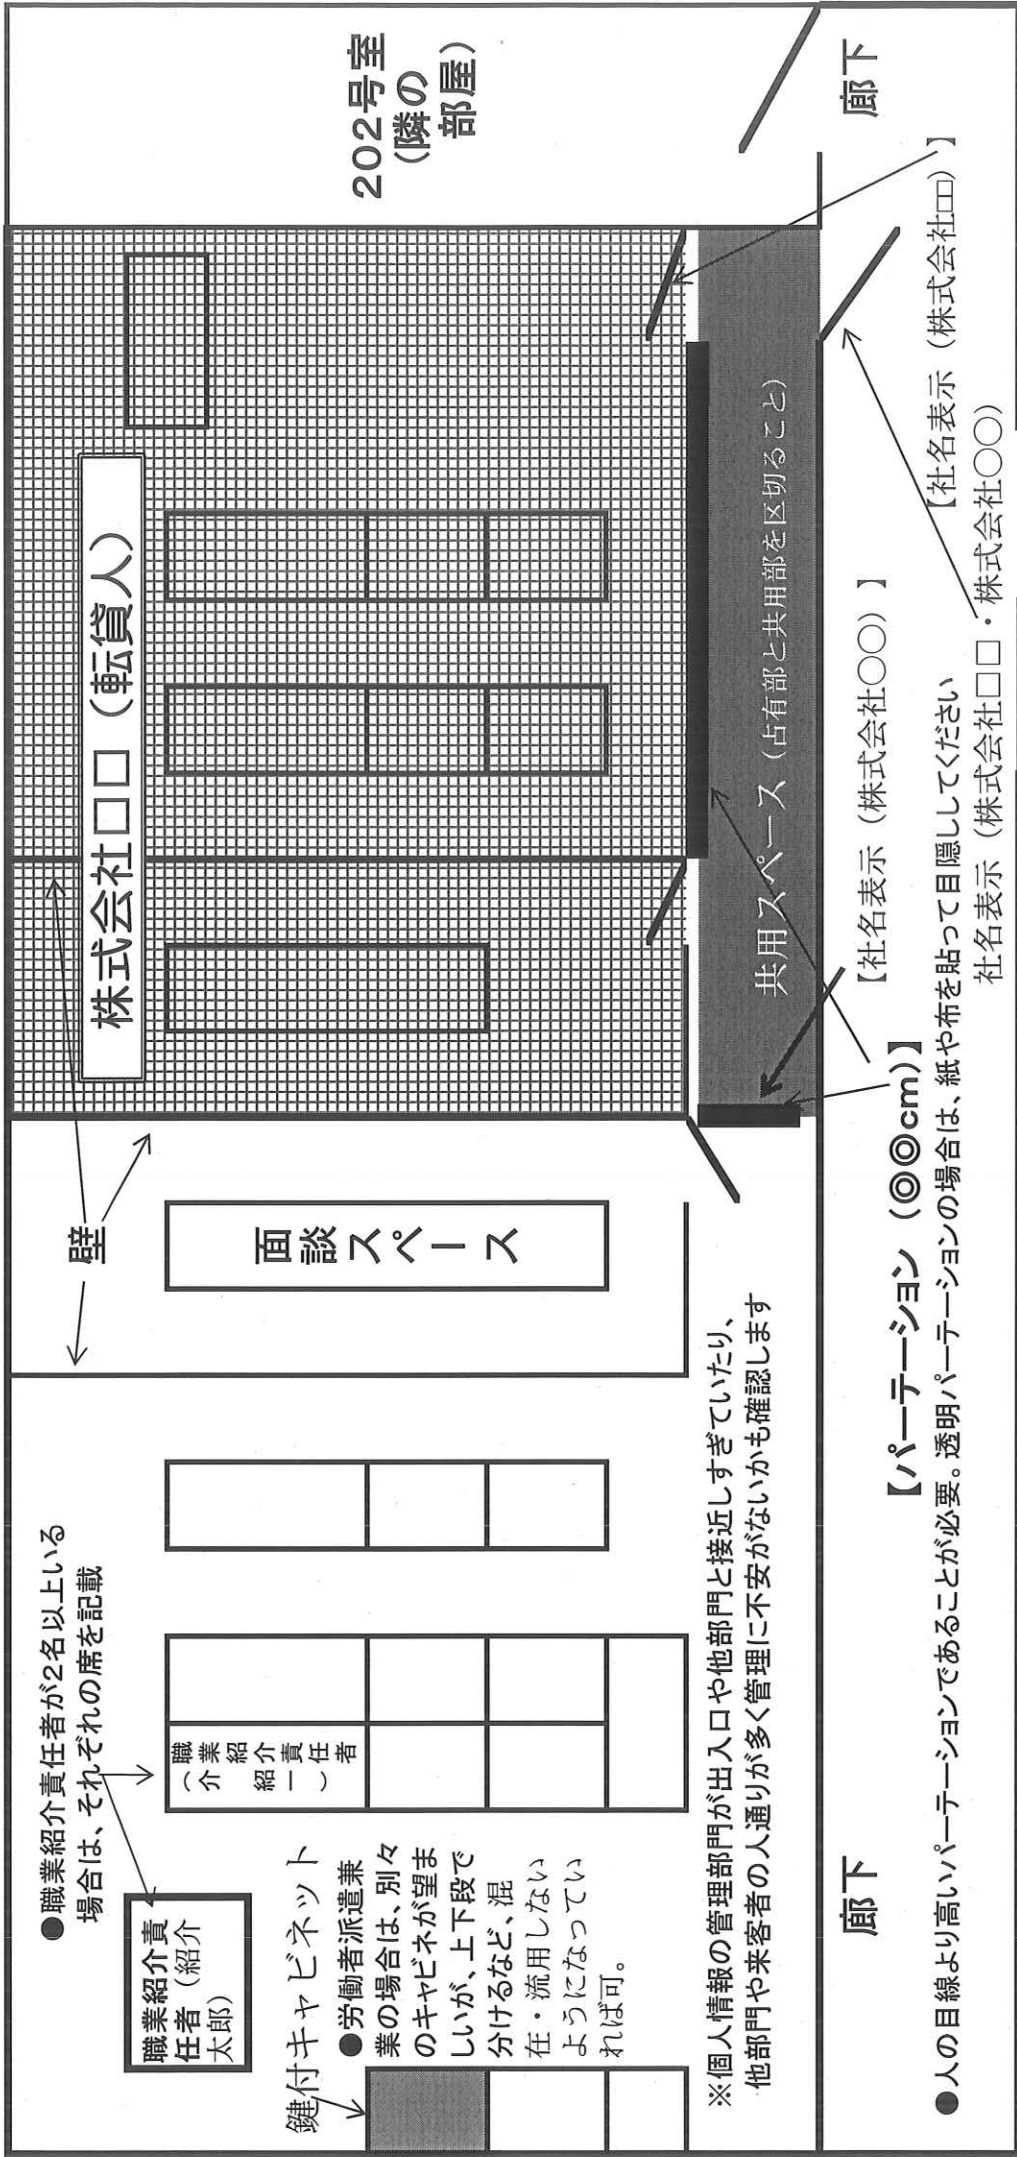 ●職業紹介責任者が2名以上いる
場合は、それぞれの席を記載
職業紹介責
任者（紹介
太郎）
職業紹介責任者
（紹介 一）
鍵付キャビネット
●労働者派遣兼
業の場合は、別々
のキャビネが望ま
しいが、上下段で
分けるなど、混
在・流用しない
ようになってい
れば可。
壁
面談スペース
株式会社□□（転貸人）
202号室
（隣の
部屋）
※個人情報の管理部門が出入口や他部門と接近しすぎていたり、
他部門や来客者の人通りが多く管理に不安がないかも確認します
共用スペース（占有部と共用部を区切ること）
廊下
廊下
【社名表示（株式会社○○）】
【パーテーション（◎◎cm）】
【社名表示（株式会社□□）】
●人の目線より高いパーテーションであることが必要。透明パーテーションの場合は、紙や布を貼って目隠ししてください
社名表示（株式会社□□・株式会社○○）